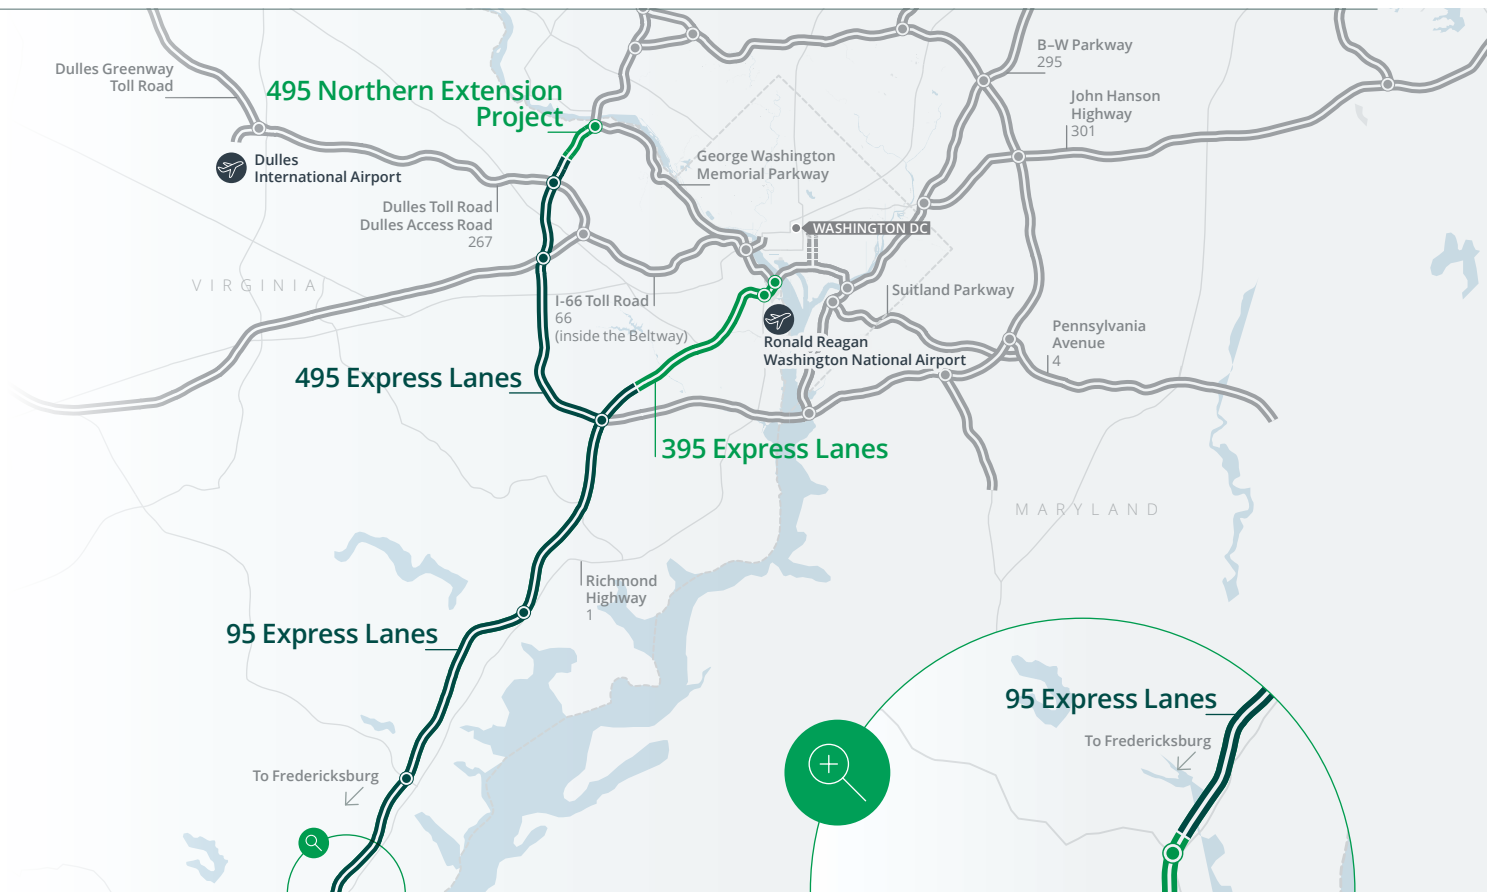 B–W Parkway
295
Dulles Greenway
Toll Road
495 Northern Extension
Project
John Hanson
Highway
301
Dulles
International Airport
George Washington
Memorial Parkway
Dulles Toll Road
Dulles Access Road
267
WASHINGTON DC
VIRGINIA
I-66 Toll Road
66
(inside the Beltway)
Suitland Parkway
Ronald Reagan
Washington National Airport
Pennsylvania
Avenue
4
495 Express Lanes
395 Express Lanes
MARYLAND
Richmond
Highway
1
95 Express Lanes
To Fredericksburg
95 Express Lanes
To Fredericksburg